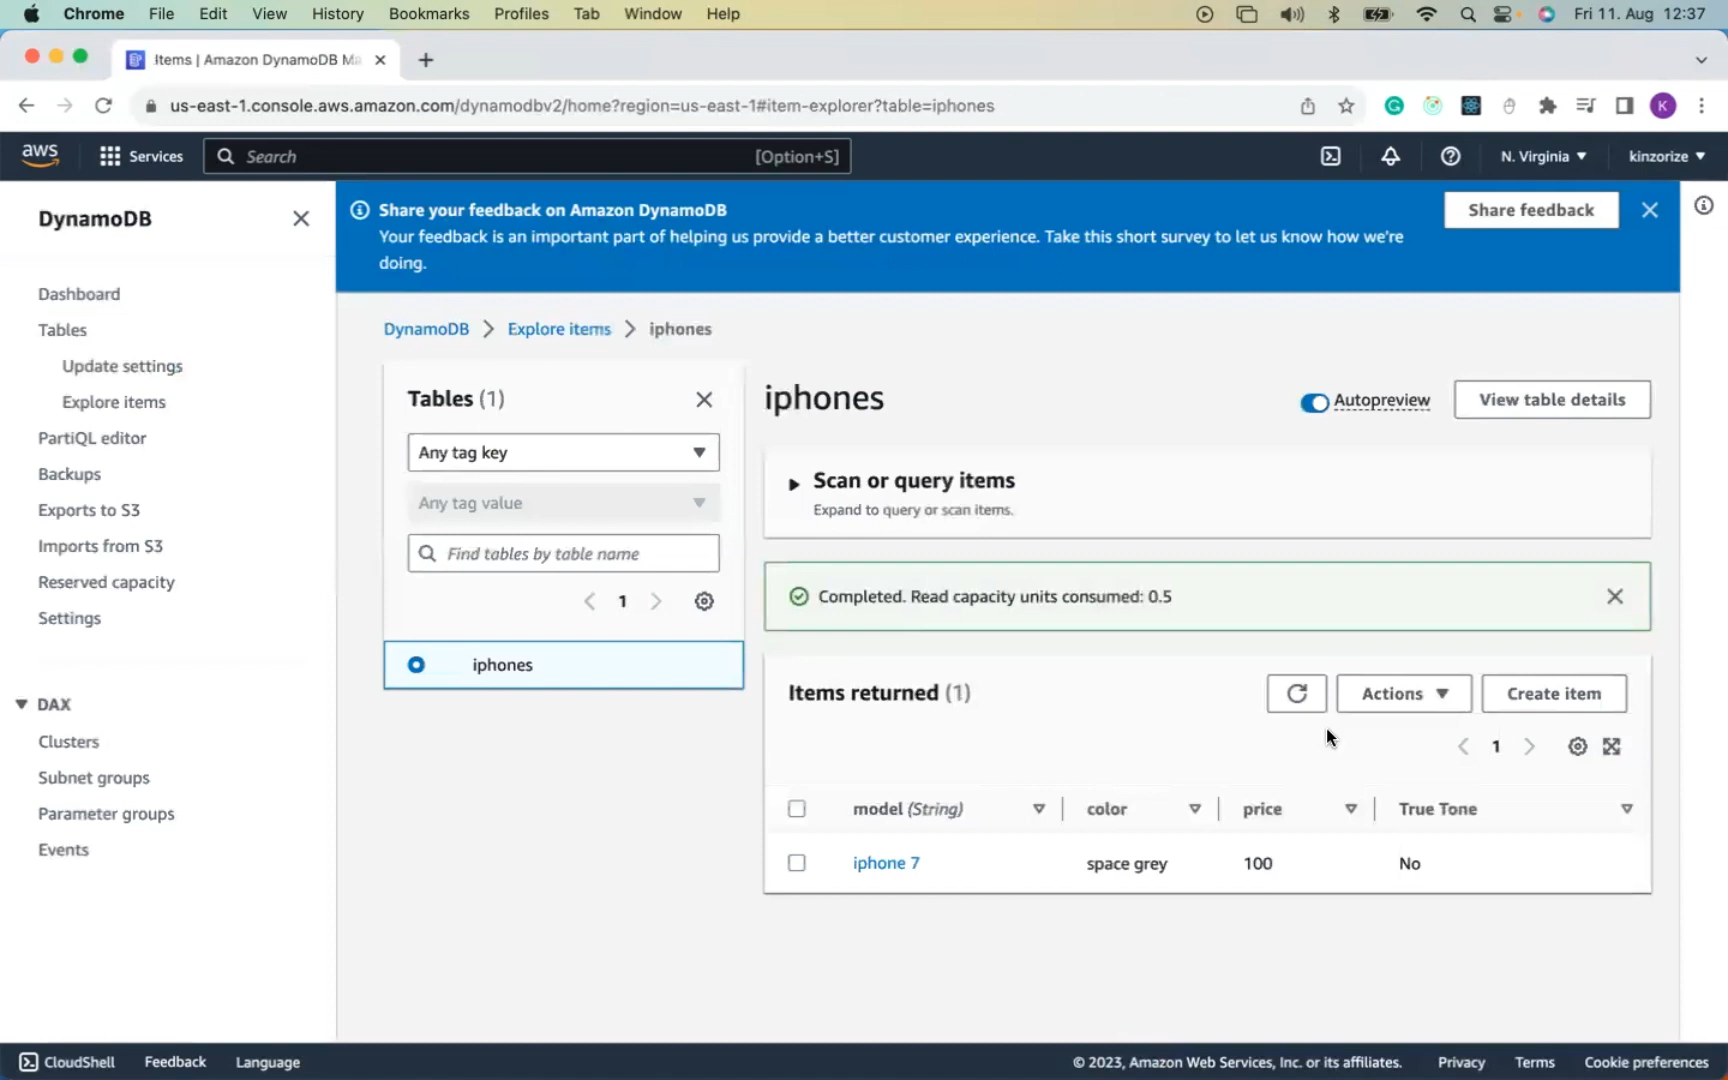 Chrome File Edit View History Bookmarks Profiles Tab Window Help Fri 11. Aug 12:37
Items | Amazon DynamoDB Ma
us-east-1.console.aws.amazon.com/dynamodbv2/home?region=us-east-1#item-explorer?table=iphones K
aws Services Search [Option+S] N. Virginia kinzorize
DynamoDB
Dashboard
Tables
Update settings
Explore items
PartiQL editor
Backups
Exports to S3
Imports from S3
Reserved capacity
Settings
DAX
Clusters
Subnet groups
Parameter groups
Events
Share your feedback on Amazon DynamoDB
Your feedback is an important part of helping us provide a better customer experience. Take this short survey to let us know how we're
doing.
Share feedback
DynamoDB Explore items iphones
Tables (1)
Any tag key
Any tag value
Find tables by table name
1
iphones
iphones
Autopreview View table details
Scan or query items
Expand to query or scan items.
Completed. Read capacity units consumed: 0.5
Items returned (1)
Actions Create item
1
model (String) color price True Tone
iphone 7 space grey 100 No
CloudShell Feedback Language © 2023, Amazon Web Services, Inc. or its affiliates. Privacy Terms Cookie preferences